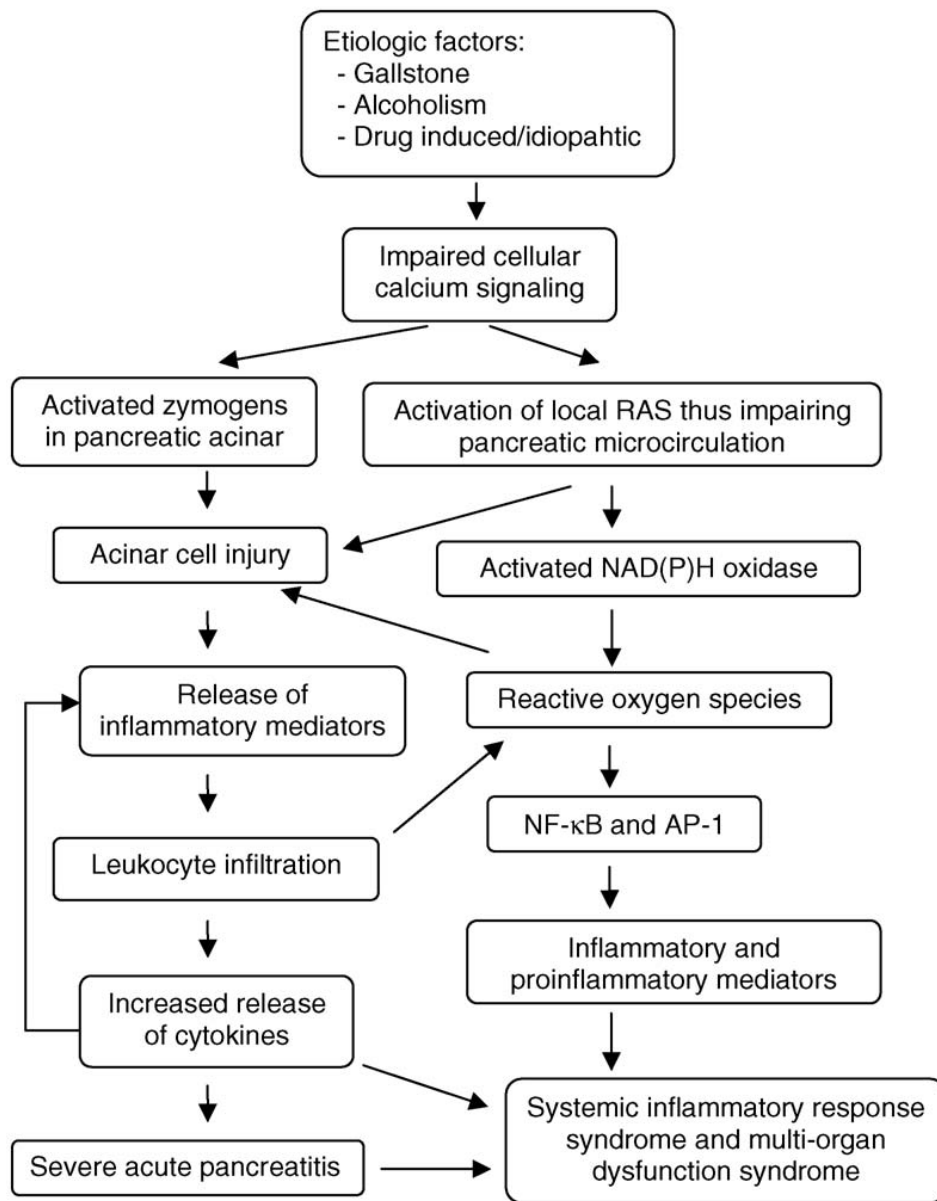 Etiologic factors:
- Gallstone
- Alcoholism
- Drug induced/idiopahtic
Impaired cellular
calcium signaling
Activated zymogens
in pancreatic acinar
Activation of local RAS thus impairing
pancreatic microcirculation
Acinar cell injury
Activated NAD(P)H oxidase
Release of
inflammatory mediators
Reactive oxygen species
NF-κB and AP-1
Leukocyte infiltration
Inflammatory and
proinflammatory mediators
Increased release
of cytokines
Systemic inflammatory response
syndrome and multi-organ
dysfunction syndrome
Severe acute pancreatitis